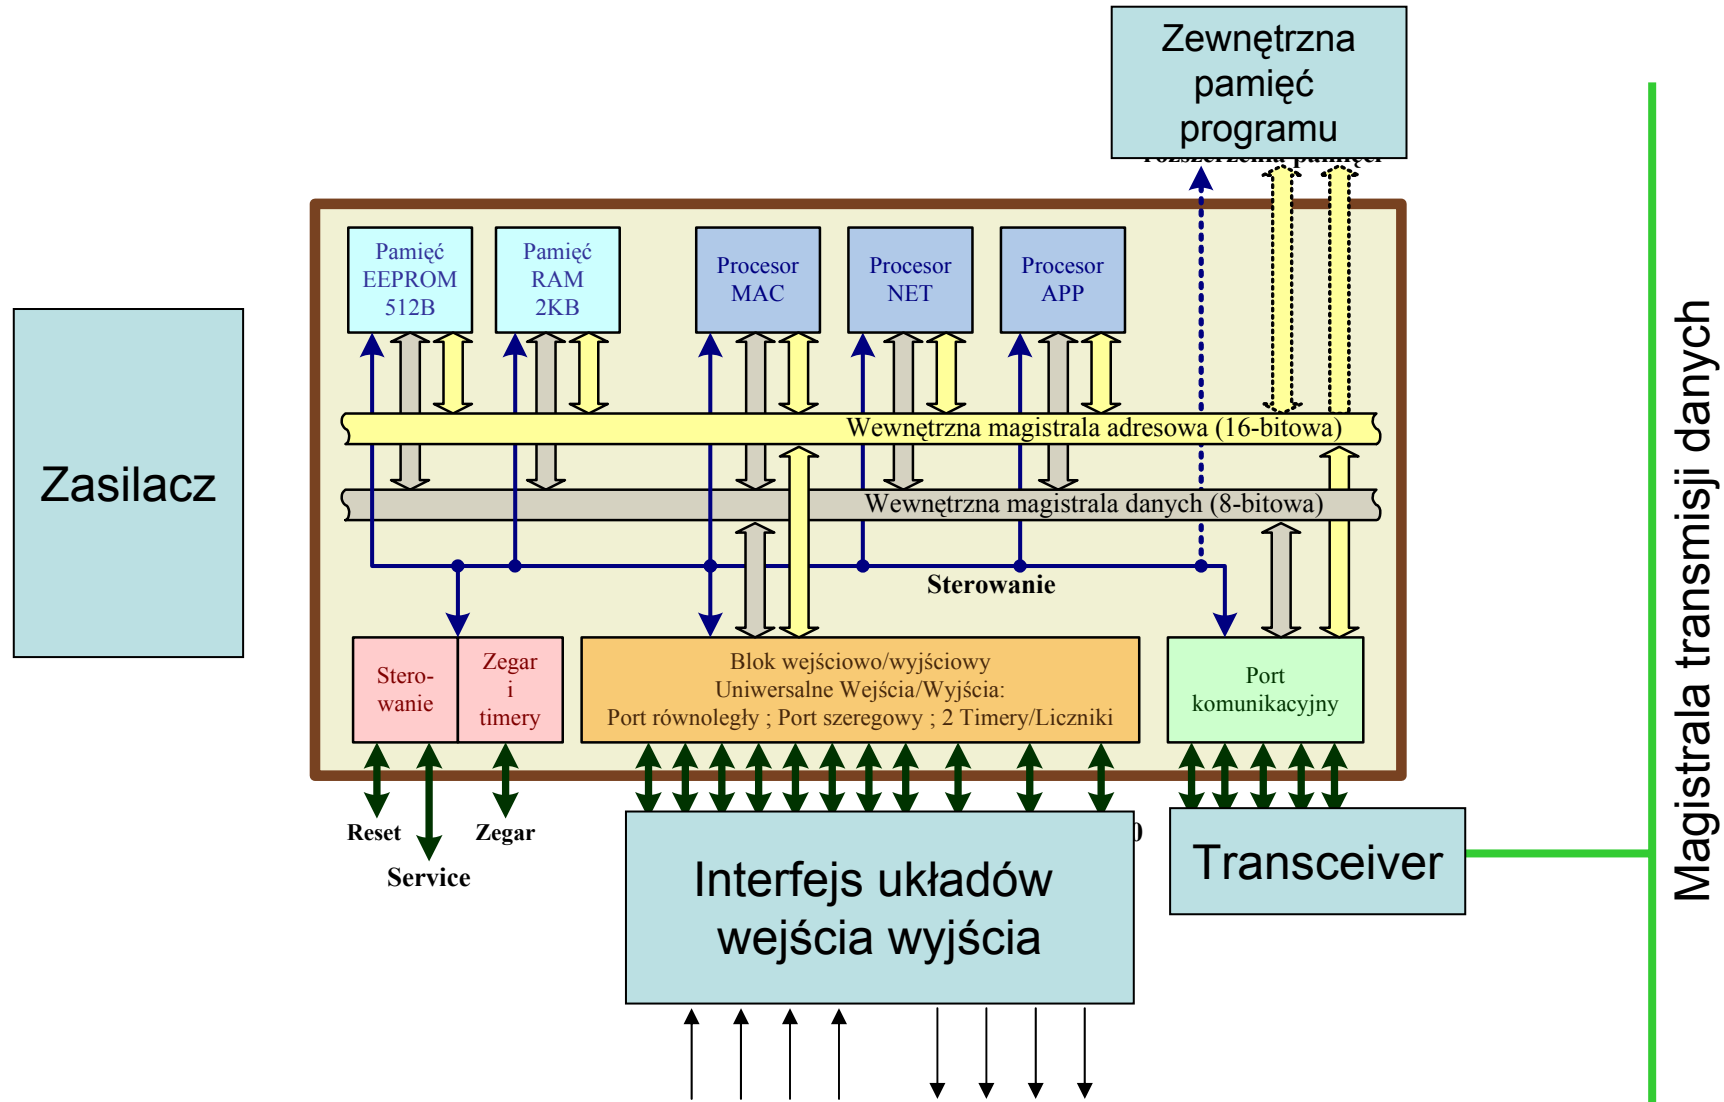 Zewnętrzna
pamięć
programu
rozszerzenia pamięci
Pamięć
EEPROM
512B
Pamięć
RAM
2KB
Procesor
MAC
Procesor
NET
Procesor
APP
Wewnętrzna magistrala adresowa (16-bitowa)
Wewnętrzna magistrala danych (8-bitowa)
Zasilacz
Sterowanie
Stero-
wanie
Zegar
i
timery
Blok wejściowo/wyjściowy
Uniwersalne Wejścia/Wyjścia:
Port równoległy ; Port szeregowy ; 2 Timery/Liczniki
Port
komunikacyjny
Reset
Service
Zegar
0
Interfejs układów
wejścia wyjścia
Transceiver
Magistrala transmisji danych